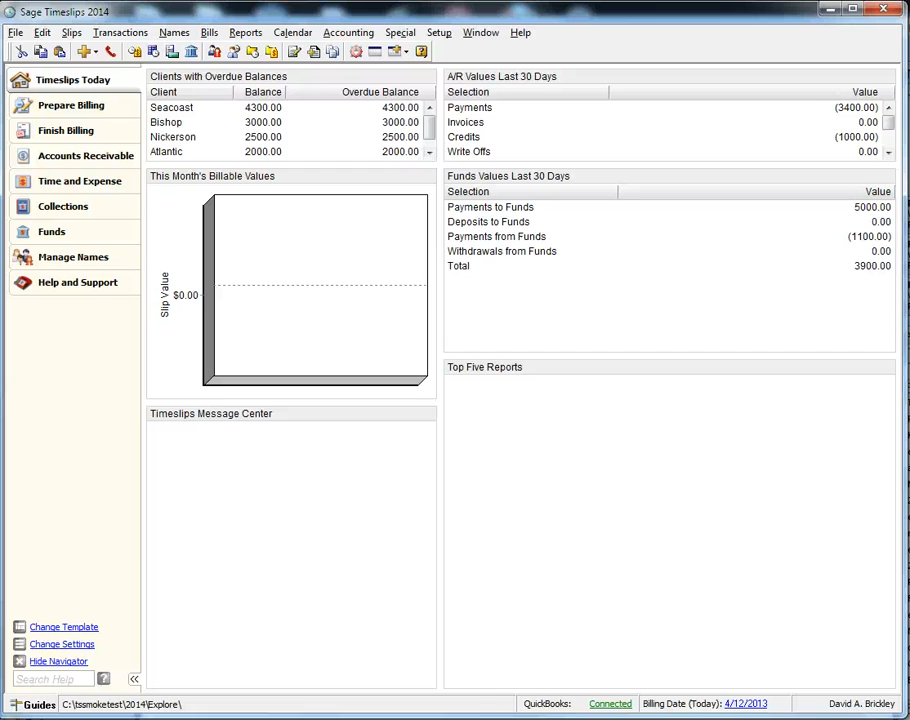 Sage Timeslips 2014
File Edit Slips Transactions Names Bills Reports Calendar Accounting Special Setup Window Help
Timeslips Today
Prepare Billing
Finish Billing
Accounts Receivable
Time and Expense
Collections
Funds
Manage Names
Help and Support
Change Template
Change Settings
Hide Navigator
Search Help ? <<
Clients with Overdue Balances
Client Balance Overdue Balance
Seacoast 4300.00 4300.00
Bishop 3000.00 3000.00
Nickerson 2500.00 2500.00
Atlantic 2000.00 2000.00
This Month's Billable Values
Slip Value
$0.00
Timeslips Message Center
A/R Values Last 30 Days
Selection Value
Payments (3400.00)
Invoices 0.00
Credits (1000.00)
Write Offs 0.00
Funds Values Last 30 Days
Selection Value
Payments to Funds 5000.00
Deposits to Funds 0.00
Payments from Funds (1100.00)
Withdrawals from Funds 0.00
Total 3900.00
Top Five Reports
Guides C:\tssmoketest\2014\Explore\ QuickBooks: Connected Billing Date (Today): 4/12/2013 David A. Brickley